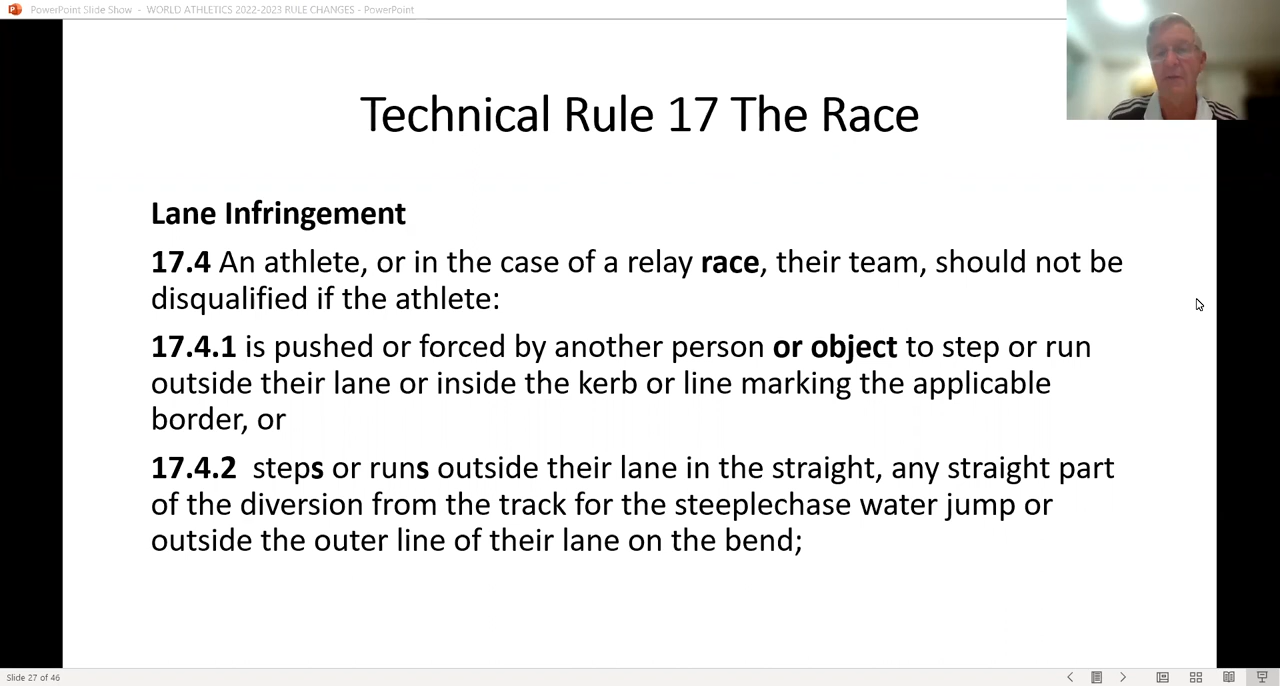 PowerPoint Slide Show - WORLD ATHLETICS 2022-2023 RULE CHANGES - PowerPoint
Technical Rule 17 The Race
Lane Infringement
17.4 An athlete, or in the case of a relay race, their team, should not be
disqualified if the athlete:
17.4.1 is pushed or forced by another person or object to step or run
outside their lane or inside the kerb or line marking the applicable
border, or
17.4.2 steps or runs outside their lane in the straight, any straight part
of the diversion from the track for the steeplechase water jump or
outside the outer line of their lane on the bend;
Slide 27 of 46